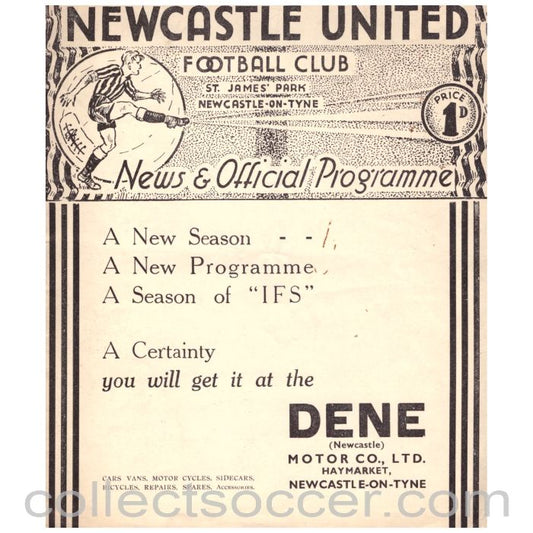 NEWCASTLE UNITED
FOOTBALL CLUB
ST. JAMES' PARK
NEWCASTLE-ON-TYNE
PRICE
1D
News & Official Programme
A New Season - -
A New Programme
A Season of "IFS"
A Certainty
you will get it at the
DENE
(Newcastle)
MOTOR CO., LTD.
HAYMARKET,
NEWCASTLE-ON-TYNE
CARS VANS, MOTOR CYCLES, SIDECARS,
BICYCLES, REPAIRS, SPARES, ACCESSORIES.
collectsoccer.com